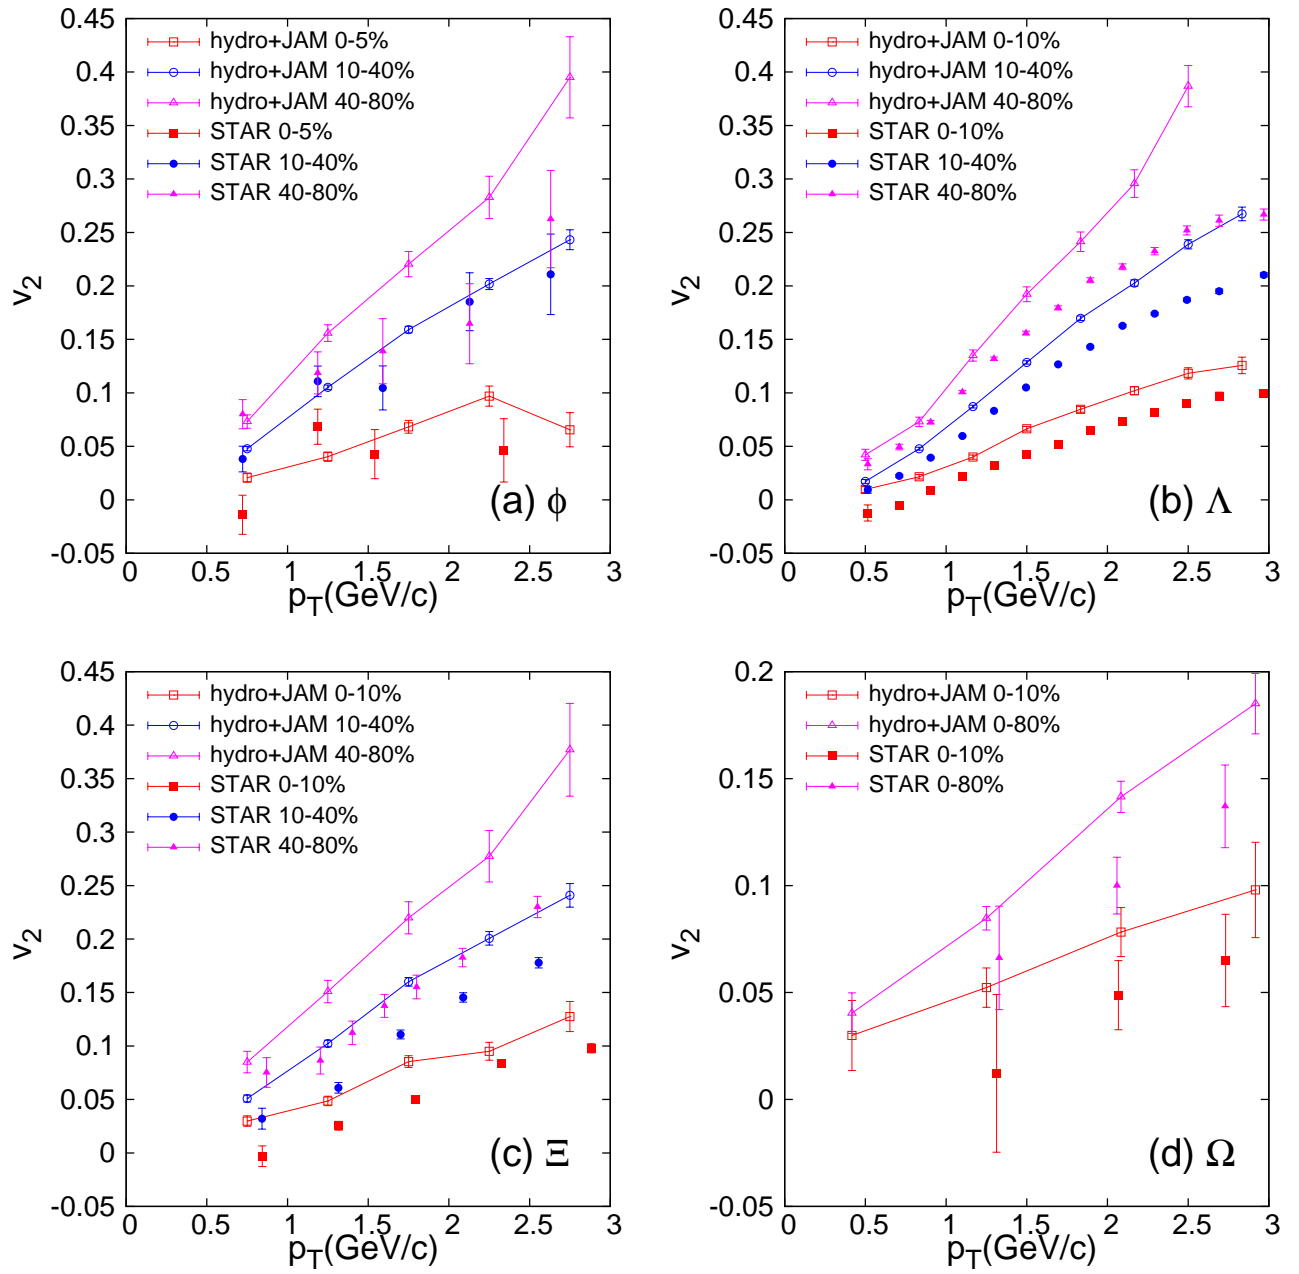 0.45
0.4
0.35
0.3
0.25
0.2
0.15
0.1
0.05
0
-0.05
v2
hydro+JAM 0-5%
hydro+JAM 10-40%
hydro+JAM 40-80%
STAR 0-5%
STAR 10-40%
STAR 40-80%
(a) ϕ
0 0.5 1 1.5 2 2.5 3
pT(GeV/c)
0.45
0.4
0.35
0.3
0.25
0.2
0.15
0.1
0.05
0
-0.05
v2
hydro+JAM 0-10%
hydro+JAM 10-40%
hydro+JAM 40-80%
STAR 0-10%
STAR 10-40%
STAR 40-80%
(b) Λ
0 0.5 1 1.5 2 2.5 3
pT(GeV/c)
0.45
0.4
0.35
0.3
0.25
0.2
0.15
0.1
0.05
0
-0.05
v2
hydro+JAM 0-10%
hydro+JAM 10-40%
hydro+JAM 40-80%
STAR 0-10%
STAR 10-40%
STAR 40-80%
(c) Ξ
0 0.5 1 1.5 2 2.5 3
pT(GeV/c)
0.2
0.15
0.1
0.05
0
-0.05
v2
hydro+JAM 0-10%
hydro+JAM 0-80%
STAR 0-10%
STAR 0-80%
(d) Ω
0 0.5 1 1.5 2 2.5 3
pT(GeV/c)